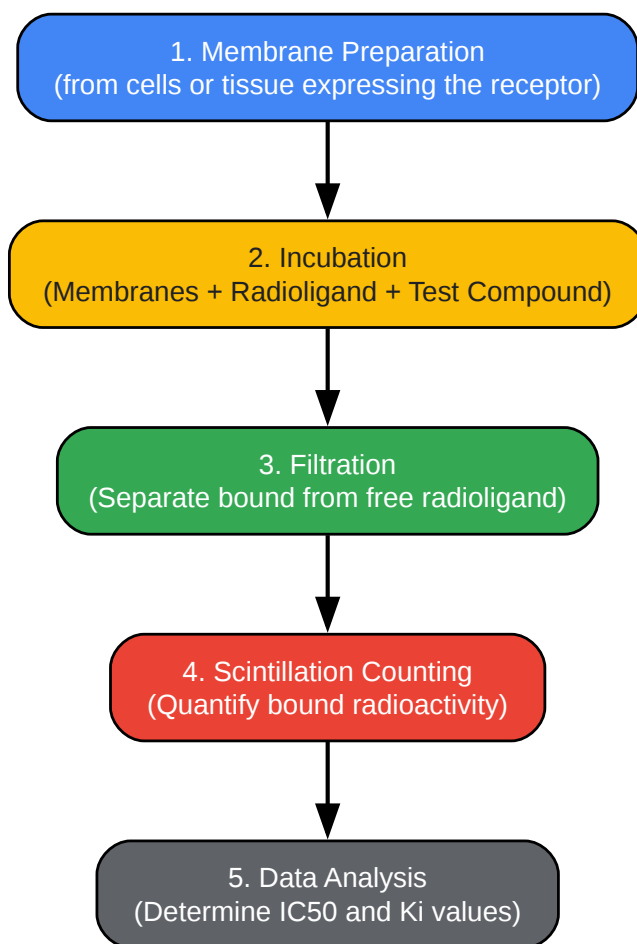 1. Membrane Preparation
(from cells or tissue expressing the receptor)
2. Incubation
(Membranes + Radioligand + Test Compound)
3. Filtration
(Separate bound from free radioligand)
4. Scintillation Counting
(Quantify bound radioactivity)
5. Data Analysis
(Determine IC50 and Ki values)